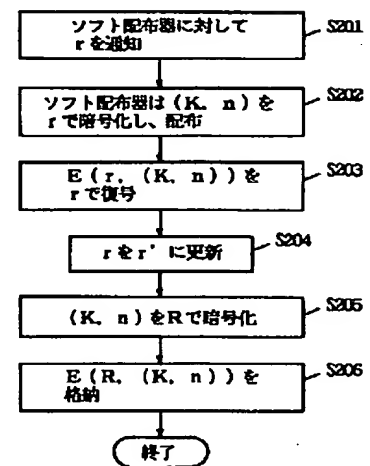 ソフト配布器に対して
rを通知
S201
ソフト配布器は(K, n)を
rで暗号化し、配布
S202
E(r, (K, n))を
rで復号
S203
rをr'に更新
S204
(K, n)をRで暗号化
S205
E(R, (K, n))を
格納
S206
終了